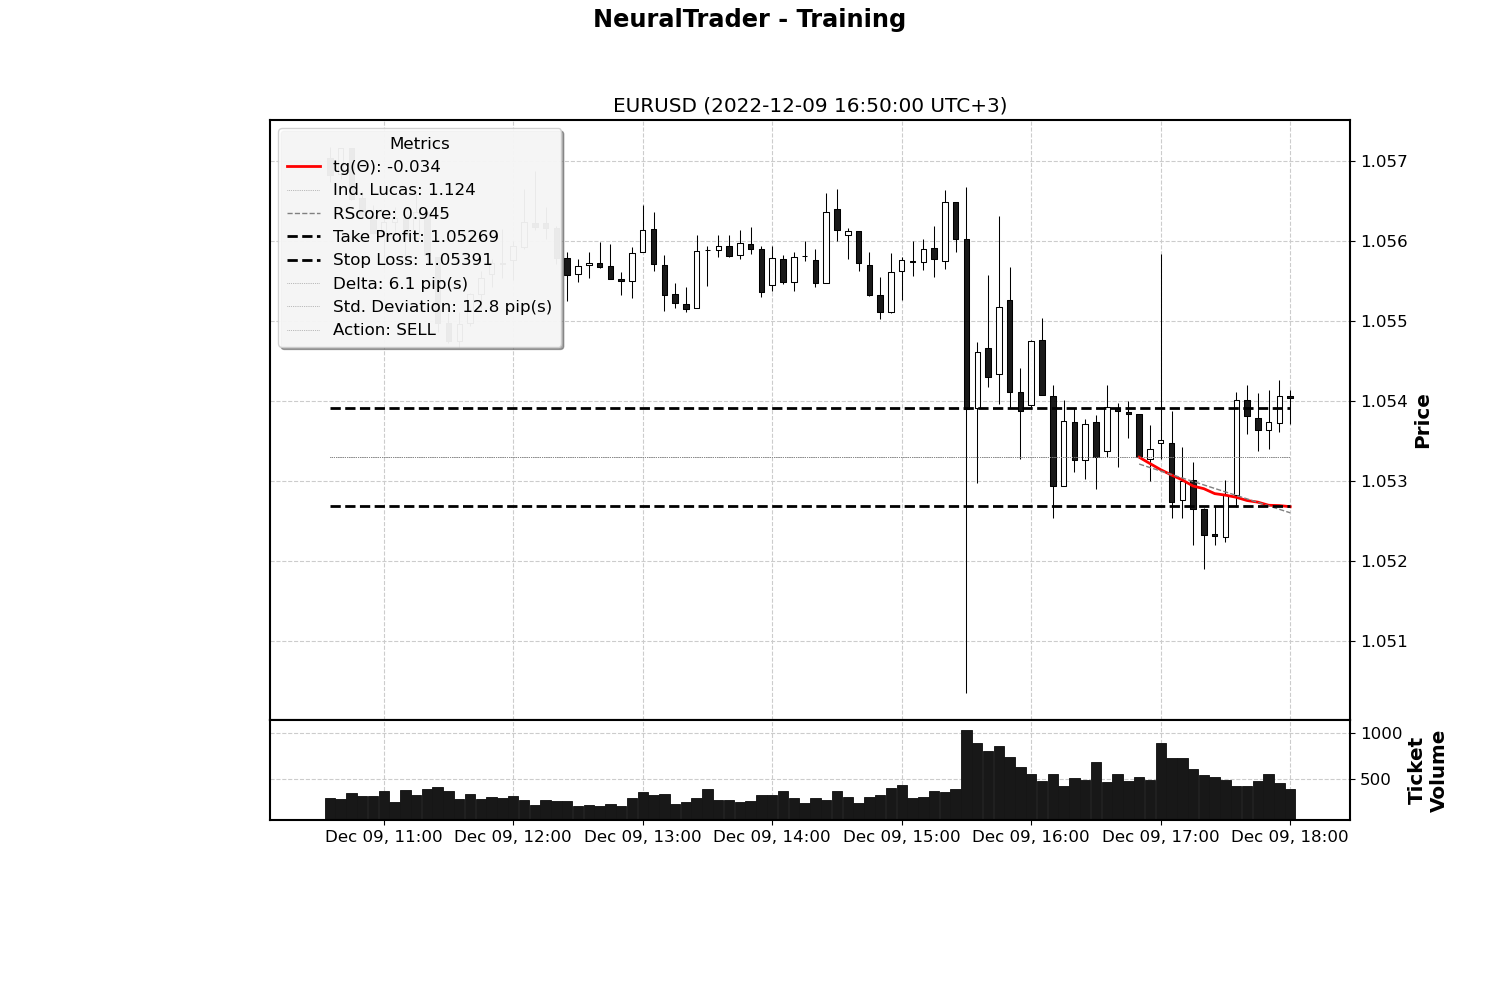 NeuralTrader - Training
EURUSD (2022-12-09 16:50:00 UTC+3)
Metrics
tg(Θ): -0.034
Ind. Lucas: 1.124
RScore: 0.945
Take Profit: 1.05269
Stop Loss: 1.05391
Delta: 6.1 pip(s)
Std. Deviation: 12.8 pip(s)
Action: SELL
1.057
1.056
1.055
1.054
1.053
1.052
1.051
Price
1000
500
Ticket
Volume
Dec 09, 11:00 Dec 09, 12:00 Dec 09, 13:00 Dec 09, 14:00 Dec 09, 15:00 Dec 09, 16:00 Dec 09, 17:00 Dec 09, 18:00